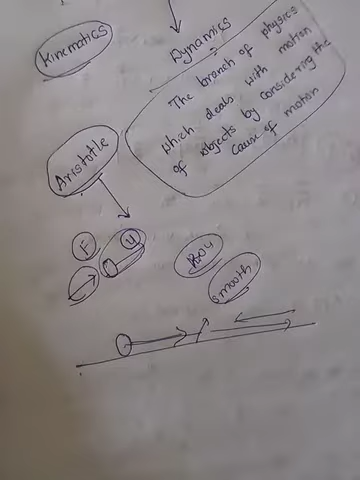 Kinematics
Dynamics
The branch of physics
which deals with motion
of objects by considering the
cause of motion
Aristotle
F
U
smooth